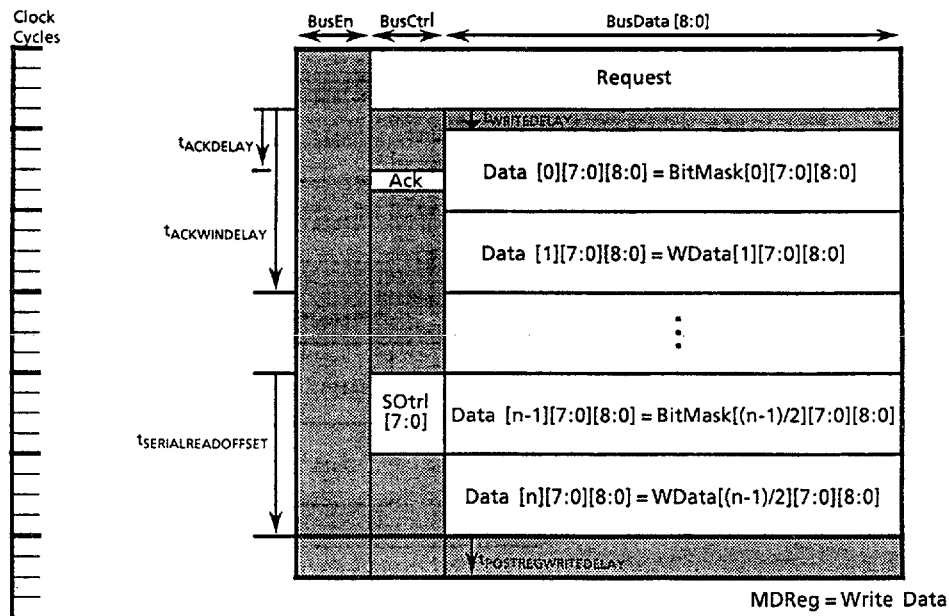 Clock
Cycles
BusEn
BusCtrl
BusData [8:0]
Request
tWRITEDELAY
tACKDELAY
Ack
Data [0][7:0][8:0] = BitMask[0][7:0][8:0]
tACKWINDELAY
Data [1][7:0][8:0] = WData[1][7:0][8:0]
SOtrl
[7:0]
Data [n-1][7:0][8:0] = BitMask[(n-1)/2][7:0][8:0]
tSERIALREADOFFSET
Data [n][7:0][8:0] = WData[(n-1)/2][7:0][8:0]
tPOSTREGWRITEDELAY
MDReg = Write Data